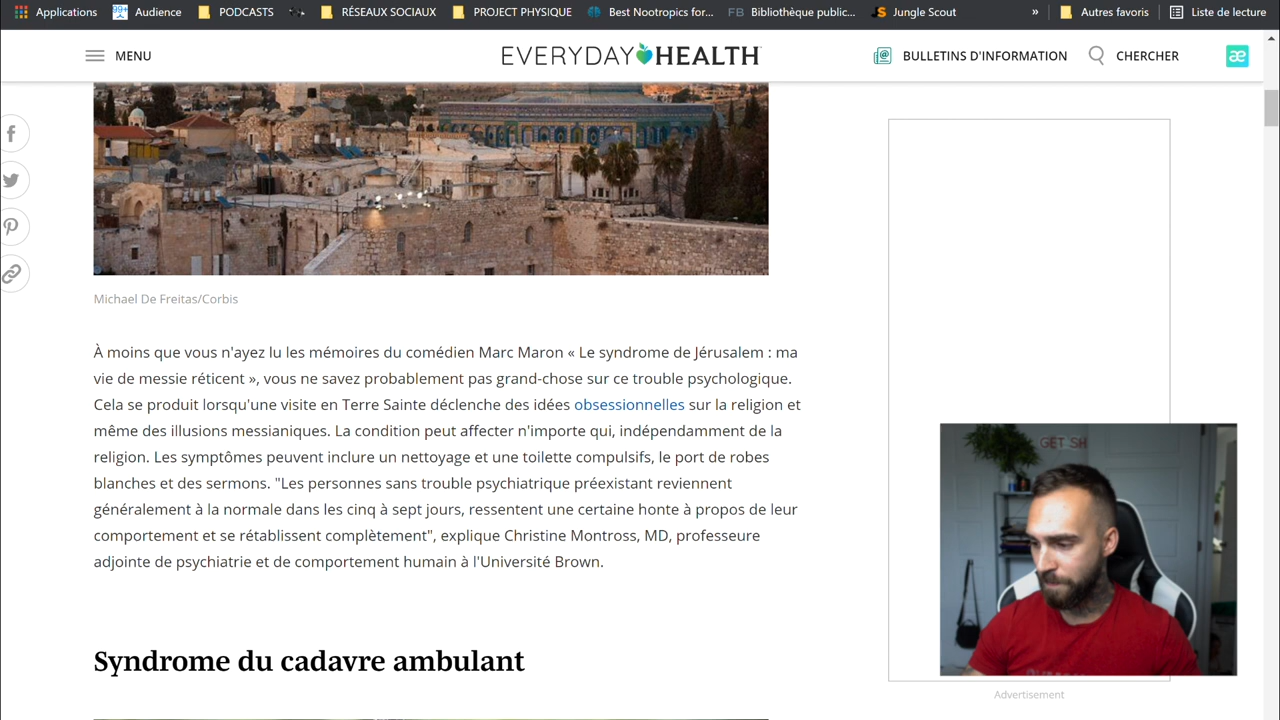 Applications
99+
Audience
PODCASTS
RÉSEAUX SOCIAUX
PROJECT PHYSIQUE
Best Nootropics for...
FB
Bibliothèque public...
JS
Jungle Scout
»
Autres favoris
Liste de lecture
MENU
EVERYDAY HEALTH
BULLETINS D'INFORMATION
CHERCHER
æ
Michael De Freitas/Corbis
À moins que vous n'ayez lu les mémoires du comédien Marc Maron « Le syndrome de Jérusalem : ma
vie de messie réticent », vous ne savez probablement pas grand-chose sur ce trouble psychologique.
Cela se produit lorsqu'une visite en Terre Sainte déclenche des idées obsessionnelles sur la religion et
même des illusions messianiques. La condition peut affecter n'importe qui, indépendamment de la
religion. Les symptômes peuvent inclure un nettoyage et une toilette compulsifs, le port de robes
blanches et des sermons. "Les personnes sans trouble psychiatrique préexistant reviennent
généralement à la normale dans les cinq à sept jours, ressentent une certaine honte à propos de leur
comportement et se rétablissent complètement", explique Christine Montross, MD, professeure
adjointe de psychiatrie et de comportement humain à l'Université Brown.
GET SH
Syndrome du cadavre ambulant
Advertisement